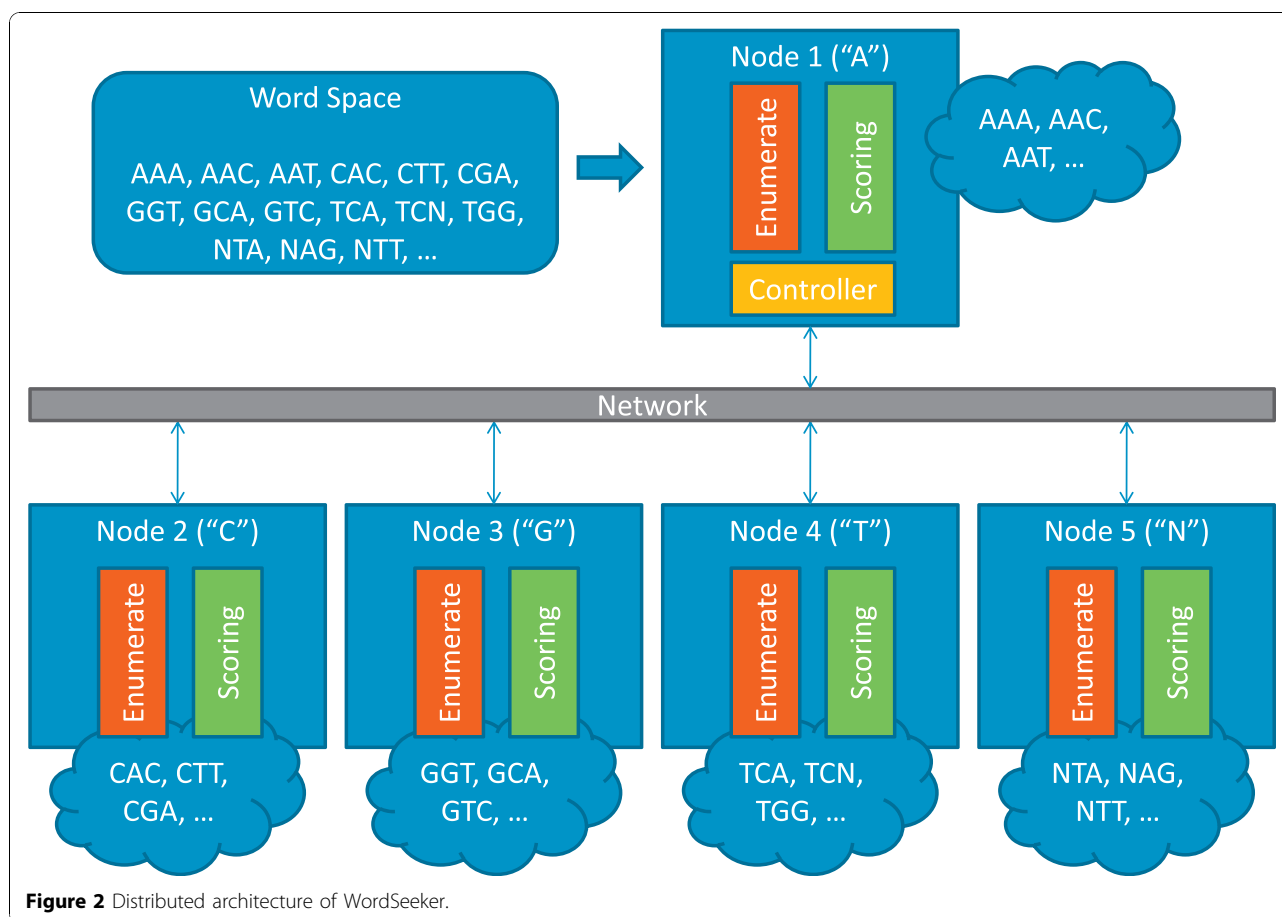 Word Space
AAA, AAC, AAT, CAC, CTT, CGA,
GGT, GCA, GTC, TCA, TCN, TGG,
NTA, NAG, NTT, ...
Node 1 (“A”)
Enumerate
Scoring
Controller
AAA, AAC,
AAT, ...
Network
Node 2 (“C”)
Enumerate
Scoring
CAC, CTT,
CGA, ...
Node 3 (“G”)
Enumerate
Scoring
GGT, GCA,
GTC, ...
Node 4 (“T”)
Enumerate
Scoring
TCA, TCN,
TGG, ...
Node 5 (“N”)
Enumerate
Scoring
NTA, NAG,
NTT, ...
Figure 2 Distributed architecture of WordSeeker.